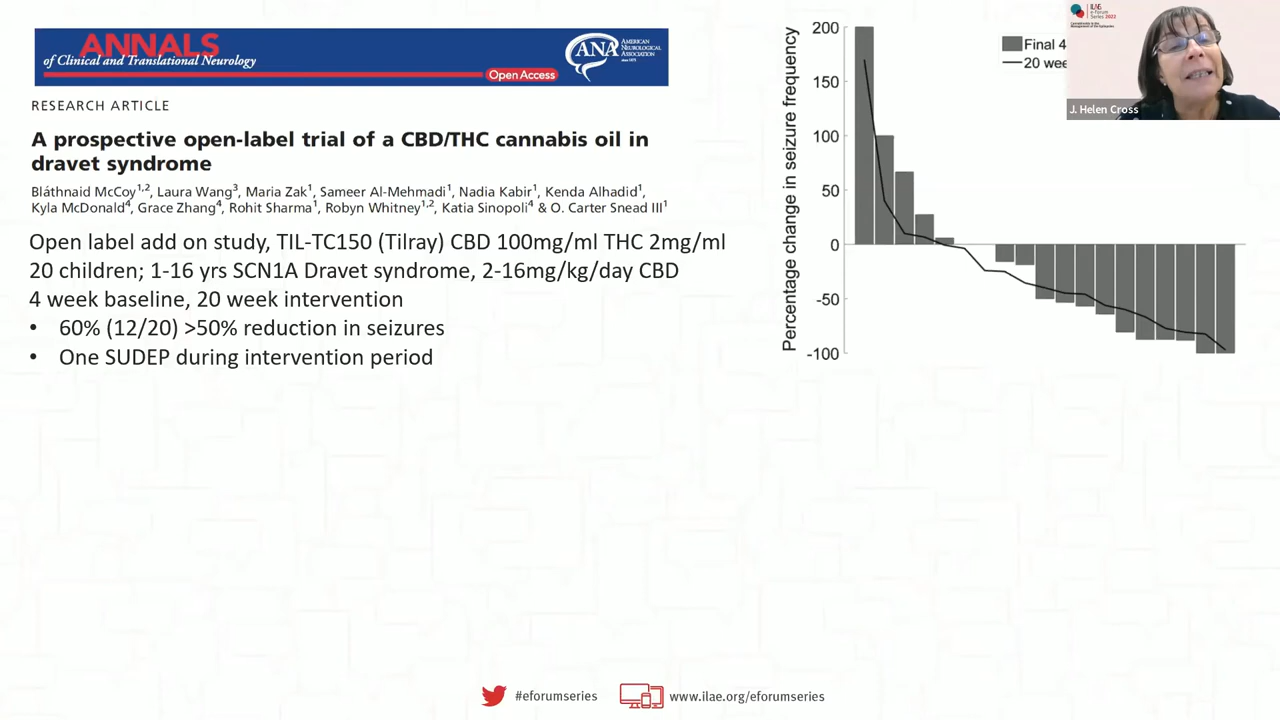 ANNALS
of Clinical and Translational Neurology
Open Access
ANA
AMERICAN
NEUROLOGICAL
ASSOCIATION
RESEARCH ARTICLE
A prospective open-label trial of a CBD/THC cannabis oil in
dravet syndrome
Bláthnaid McCoy1,2, Laura Wang3, Maria Zak1, Sameer Al-Mehmadi1, Nadia Kabir1, Kenda Alhadid1,
Kyla McDonald4, Grace Zhang4, Rohit Sharma1, Robyn Whitney1,2, Katia Sinopoli4 & O. Carter Snead III1
Open label add on study, TIL-TC150 (Tilray) CBD 100mg/ml THC 2mg/ml
20 children; 1-16 yrs SCN1A Dravet syndrome, 2-16mg/kg/day CBD
4 week baseline, 20 week intervention
• 60% (12/20) >50% reduction in seizures
• One SUDEP during intervention period
Percentage change in seizure frequency
200
150
100
50
0
-50
-100
Final 4
20 wee
ILAE
e-Forum
Series 2022
J. Helen Cross
#eforumseries
www.ilae.org/eforumseries